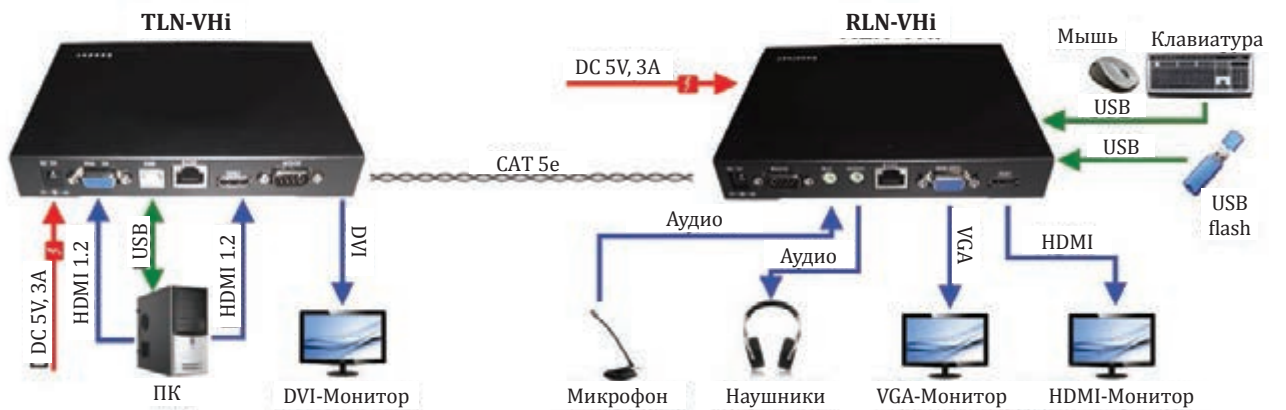 TLN-VHi
RLN-VHi
Мышь
Клавиатура
DC 5V, 3A
USB
USB
CAT 5e
USB
flash
Аудио
Аудио
VGA
HDMI
DC 5V, 3A
HDMI 1.2
USB
HDMI 1.2
DVI
ПК
DVI-Монитор
Микрофон
Наушники
VGA-Монитор
HDMI-Монитор